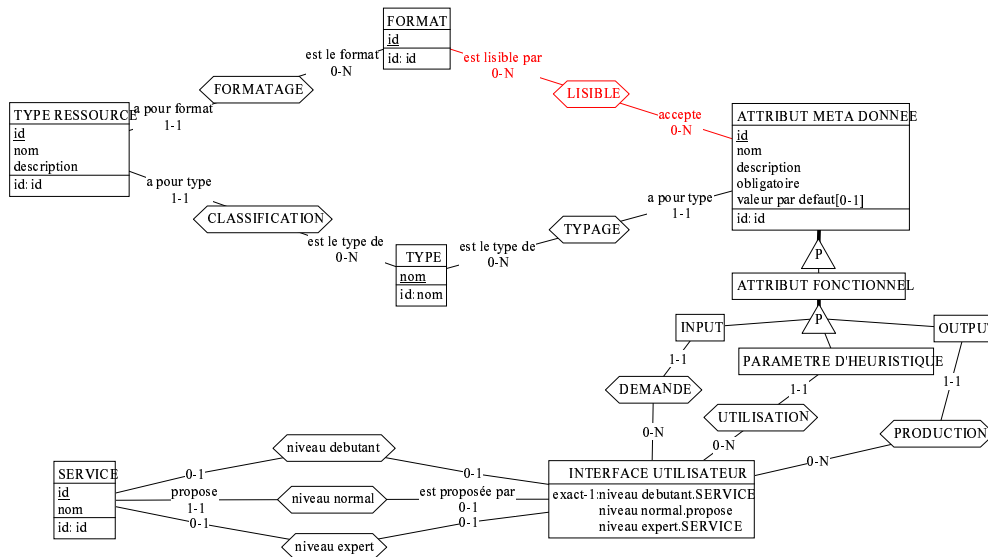 FORMAT
id
id: id
est le format
0-N
est lisible par
0-N
FORMATAGE
LISIBLE
TYPE RESSOURCE
id
nom
description
id: id
a pour format
1-1
accepte
0-N
ATTRIBUT META DONNEE
id
nom
description
obligatoire
valeur par defaut[0-1]
id: id
a pour type
1-1
a pour type
1-1
CLASSIFICATION
TYPAGE
est le type de
0-N
est le type de
0-N
TYPE
nom
id: nom
P
ATTRIBUT FONCTIONNEL
P
INPUT
OUTPU
PARAMETRE D'HEURISTIQUE
1-1
1-1
1-1
DEMANDE
UTILISATION
PRODUCTION
0-N
0-N
0-N
niveau debutant
SERVICE
id
nom
id: id
0-1
propose
1-1
0-1
niveau normal
niveau expert
0-1
est proposée par
0-1
0-1
INTERFACE UTILISATEUR
exact-1:niveau debutant.SERVICE
niveau normal.propose
niveau expert.SERVICE